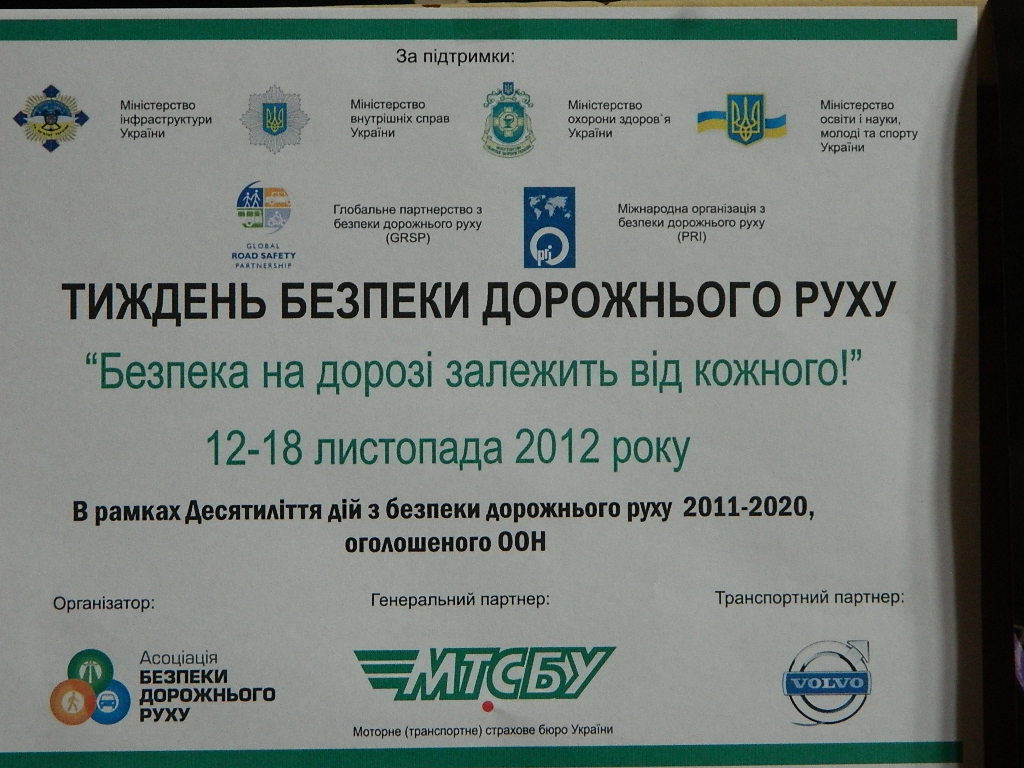 За підтримки:
Міністерство
інфраструктури
України
Міністерство
внутрішніх справ
України
Міністерство
охорони здоров`я
України
Міністерство
освіти і науки,
молоді та спорту
України
GLOBAL
ROAD SAFETY
PARTNERSHIP
Глобальне партнерство з
безпеки дорожнього руху
(GRSP)
pri
Міжнародна організація з
безпеки дорожнього руху
(PRI)
ТИЖДЕНЬ БЕЗПЕКИ ДОРОЖНЬОГО РУХУ
“Безпека на дорозі залежить від кожного!”
12-18 листопада 2012 року
В рамках Десятиліття дій з безпеки дорожнього руху 2011-2020,
оголошеного ООН
Організатор:
Асоціація
БЕЗПЕКИ
ДОРОЖНЬОГО
РУХУ
Генеральний партнер:
МТСБУ
Моторне (транспортне) страхове бюро України
Транспортний партнер:
VOLVO